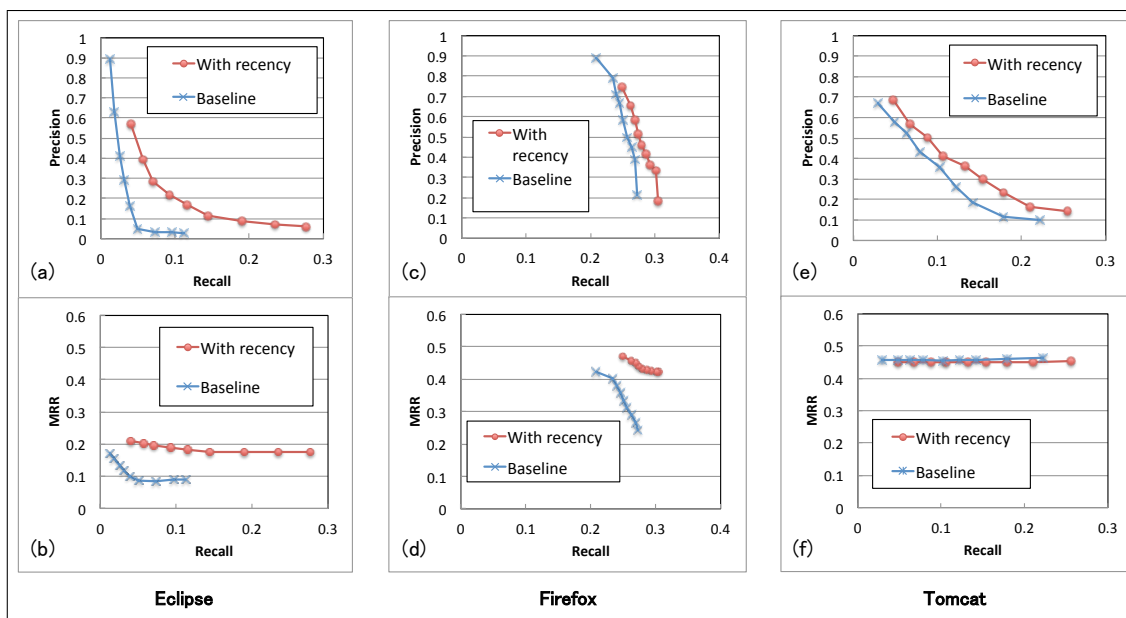 1
0.9
0.8
0.7
0.6
0.5
0.4
0.3
0.2
0.1
0
Precision
With recency
Baseline
0 0.1 0.2 0.3
(a)
Recall
1
0.9
0.8
0.7
0.6
0.5
0.4
0.3
0.2
0.1
0
Precision
With
recency
Baseline
0 0.2 0.3 0.4
(c)
Recall
1
0.9
0.8
0.7
0.6
0.5
0.4
0.3
0.2
0.1
0
Precision
With recency
Baseline
0 0.1 0.2 0.3
(e)
Recall
0.6
0.5
0.4
0.3
0.2
0.1
0
MRR
With recency
Baseline
0 0.1 0.2 0.3
(b)
Recall
0.6
0.5
0.4
0.3
0.2
0.1
0
MRR
With recency
Baseline
0 0.2 0.3 0.4
(d)
Recall
0.6
0.5
0.4
0.3
0.2
0.1
0
MRR
With recency
Baseline
0 0.1 0.2 0.3
(f)
Recall
Eclipse
Firefox
Tomcat